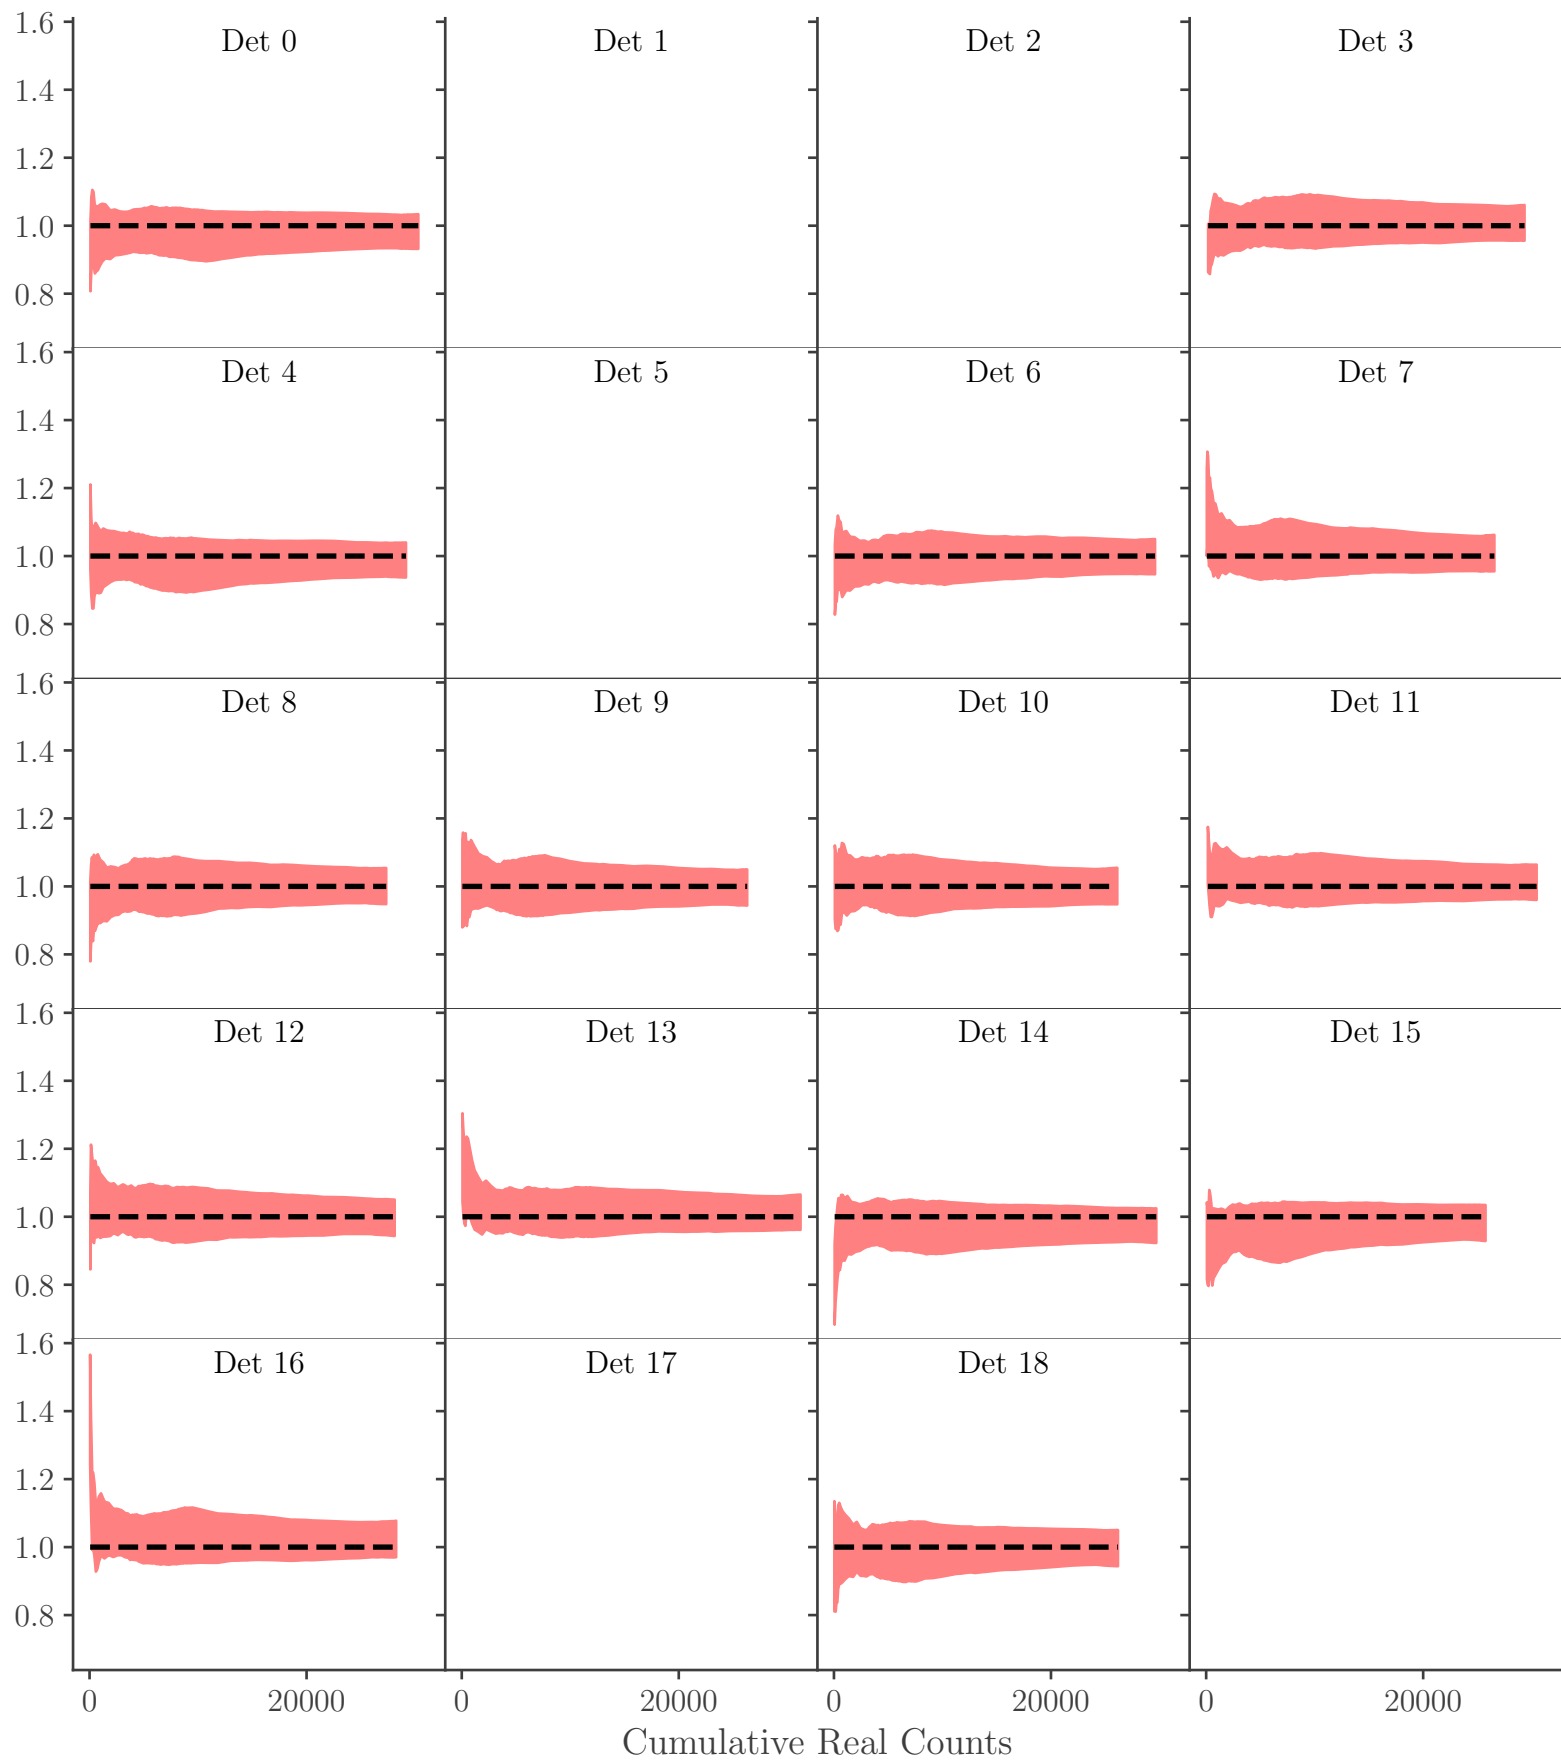 1.6 Det 0 Det 1 Det 2 Det 3
1.4
1.2
1.0
0.8
1.6 Det 4 Det 5 Det 6 Det 7
1.4
1.2
1.0
0.8
1.6 Det 8 Det 9 Det 10 Det 11
1.4
1.2
1.0
0.8
1.6 Det 12 Det 13 Det 14 Det 15
1.4
1.2
1.0
0.8
1.6 Det 16 Det 17 Det 18
1.4
1.2
1.0
0.8
0 20000 0 20000 0 20000 0 20000
Cumulative Real Counts